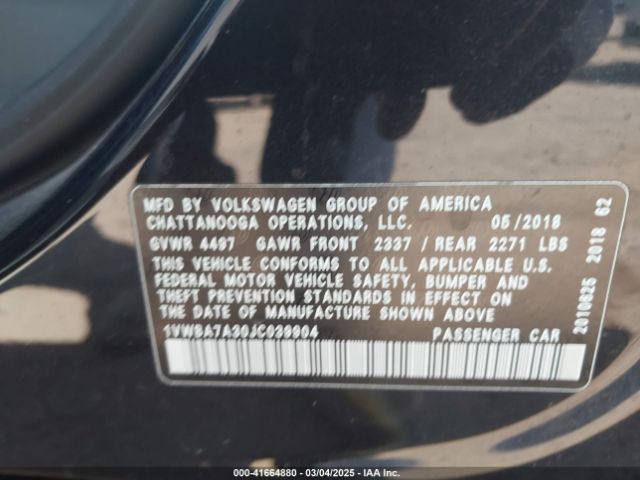 MFD BY VOLKSWAGEN GROUP OF AMERICA
CHATTANOOGA OPERATIONS, LLC. 05/2018
GVWR 4497 GAWR FRONT 2337 / REAR 2271 LBS
THIS VEHICLE CONFORMS TO ALL APPLICABLE U.S.
FEDERAL MOTOR VEHICLE SAFETY, BUMPER AND
THEFT PREVENTION STANDARDS IN EFFECT ON
THE DATE OF MANUFACTURE SHOWN ABOVE
1VWBA7A30JC039904 PASSENGER CAR
2018 62
000-41664880 - 03/04/2025 - IAA Inc.